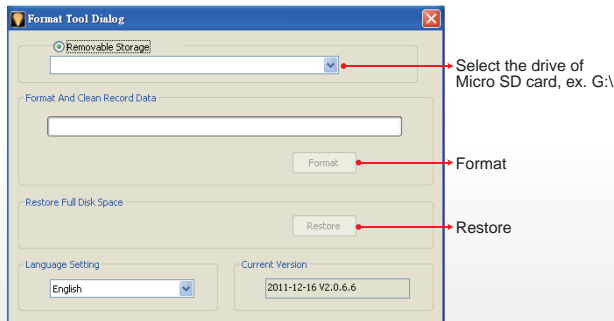 Format Tool Dialog
Removable Storage
Select the drive of
Micro SD card, ex. G:\
Format And Clean Record Data
Format
Format
Restore Full Disk Space
Restore
Restore
Language Setting
Current Version
English
2011-12-16 V2.0.6.6